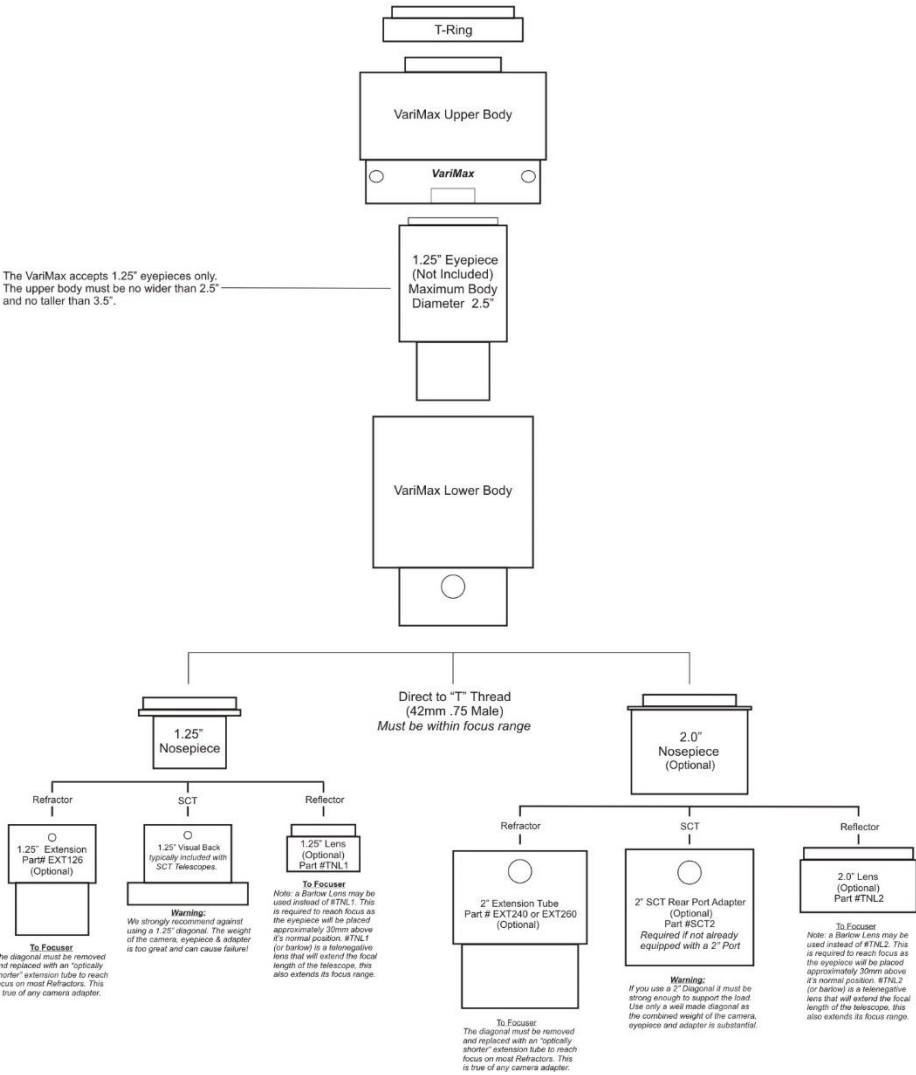 T-Ring
VariMax Upper Body
VariMax
1.25" Eyepiece
(Not Included)
Maximum Body
Diameter 2.5"
The VariMax accepts 1.25" eyepieces only.
The upper body must be no wider than 2.5"
and no taller than 3.5".
VariMax Lower Body
Direct to "T" Thread
(42mm .75 Male)
Must be within focus range
1.25"
Nosepiece
Refractor
SCT
Reflector
1.25" Extension
Part# EXT126
(Optional)
To Focuser
he diagonal must be removed
nd replaced with an "optically
horter" extension tube to reach
cus on most Refractors. This
true of any camera adapter.
1.25" Visual Back
typically included with
SCT Telescopes.
Warning:
We strongly recommend against
using a 1.25" diagonal. The weight
of the camera, eyepiece & adapter
is too great and can cause failure!
1.25" Lens
(Optional)
Part #TNL1
To Focuser
Note: a Barlow Lens may be
used instead of #TNL1. This
is required to reach focus as
the eyepiece will be placed
approximately 30mm above
it's normal position. #TNL1
(or barlow) is a telenegative
lens that will extend the focal
length of the telescope, this
also extends its focus range.
2.0"
Nosepiece
(Optional)
Refractor
SCT
Reflector
2" Extension Tube
Part # EXT240 or EXT260
(Optional)
To Focuser
The diagonal must be removed
and replaced with an "optically
shorter" extension tube to reach
focus on most Refractors. This
is true of any camera adapter.
2" SCT Rear Port Adapter
(Optional)
Part #SCT2
Required if not already
equipped with a 2" Port
Warning:
If you use a 2" Diagonal it must be
strong enough to support the load.
Use only a well made diagonal as
the combined weight of the camera,
eyepiece and adapter is substantial.
2.0" Lens
(Optional)
Part #TNL2
To Focuser
Note: a Barlow Lens may be
used instead of #TNL2. This
is required to reach focus as
the eyepiece will be placed
approximately 30mm above
it's normal position. #TNL2
(or barlow) is a telenegative
lens that will extend the focal
length of the telescope, this
also extends its focus range.